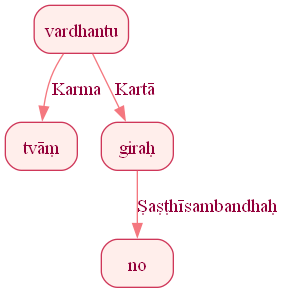 vardhantu
Karma Kartā
tvāṃ giraḥ
Ṣaṣṭhīsambandhaḥ
no